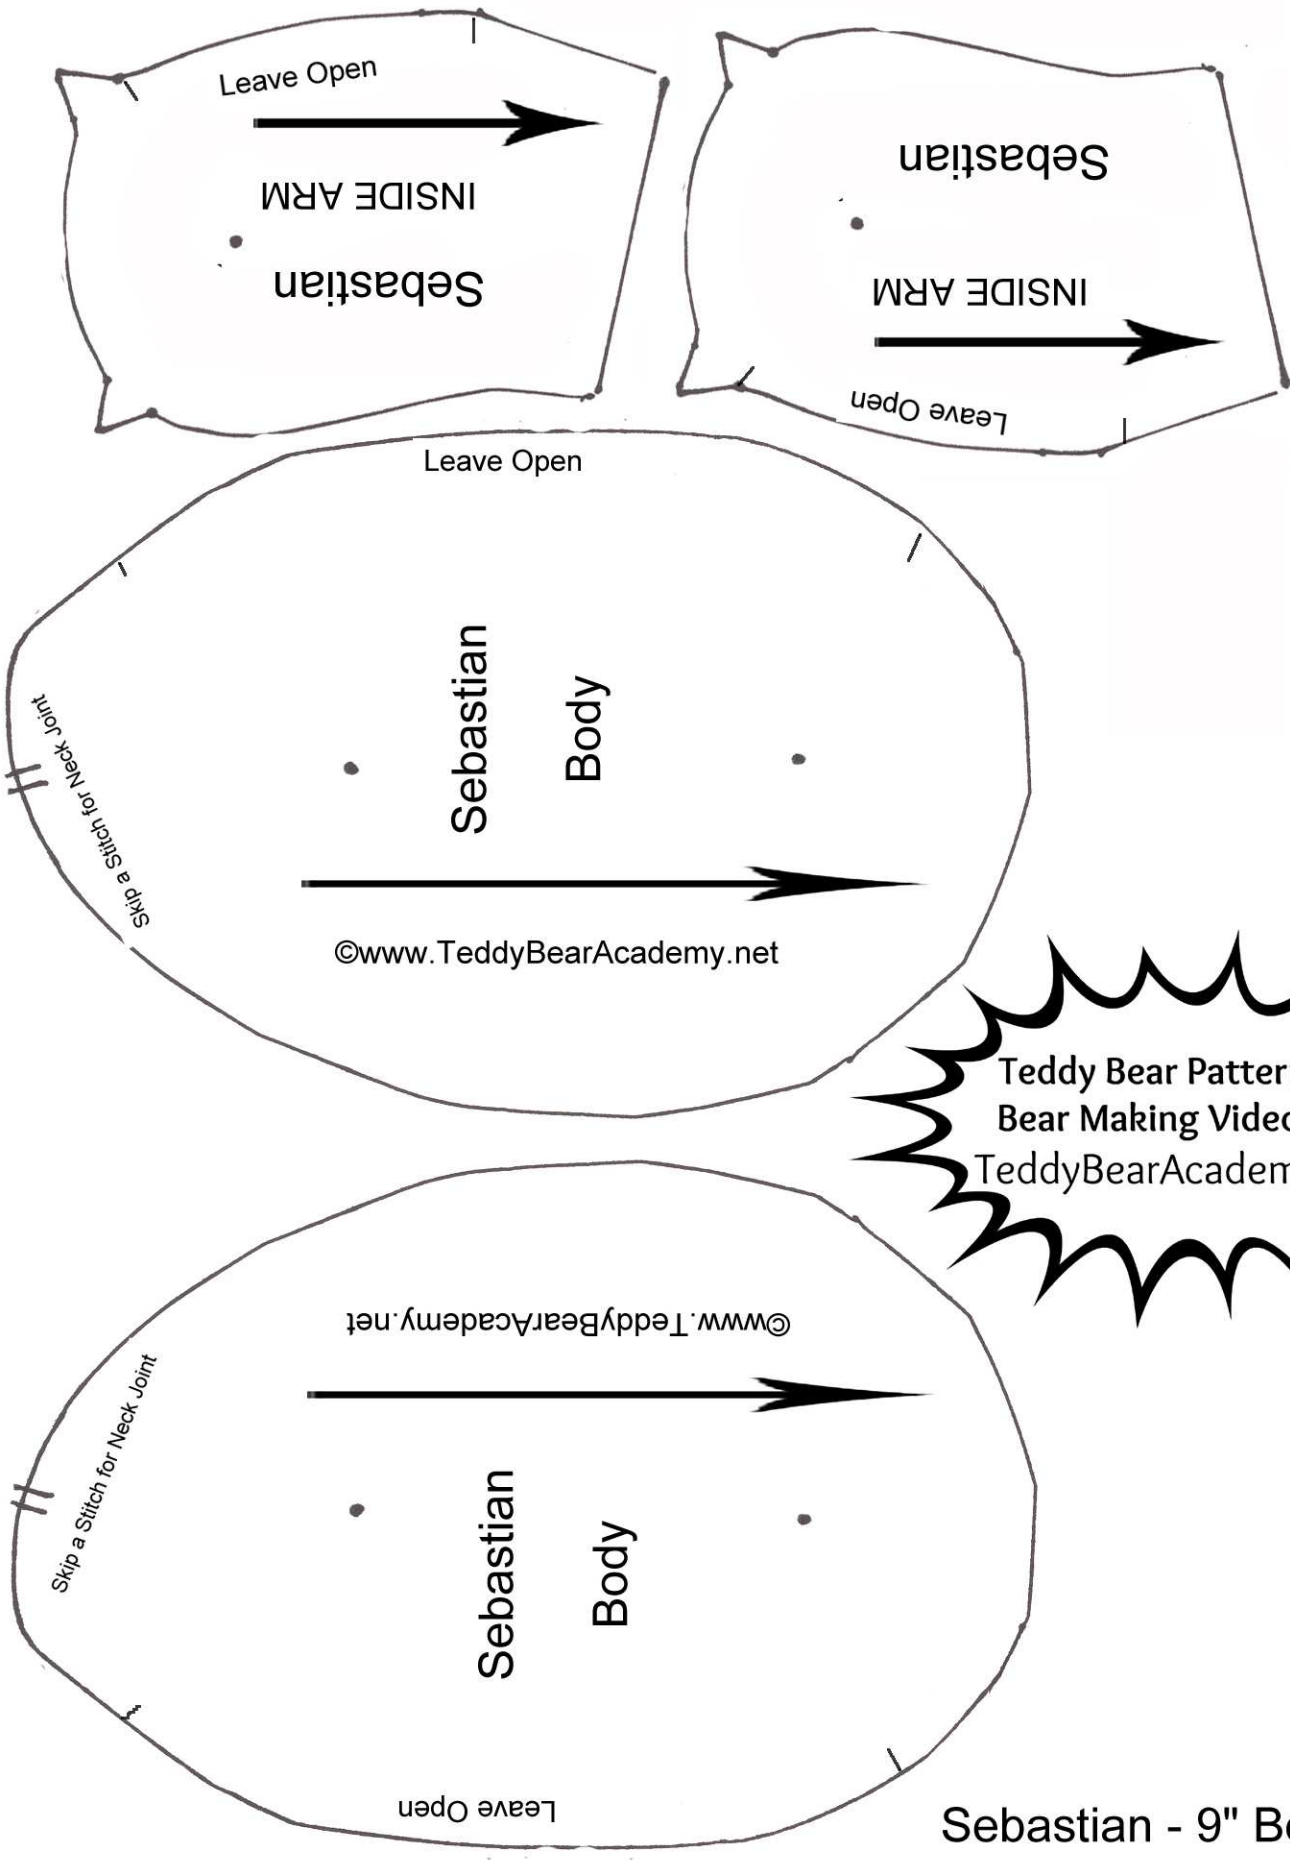 Leave Open
INSIDE ARM
Sebastian
Sebastian
INSIDE ARM
Leave Open
Leave Open
Sebastian
Body
Skip a Stitch for Neck Joint
©www.TeddyBearAcademy.net
Teddy Bear Patter
Bear Making Vide
TeddyBearAcadem
©www.TeddyBearAcademy.net
Skip a Stitch for Neck Joint
Sebastian
Body
Leave Open
Sebastian - 9" B